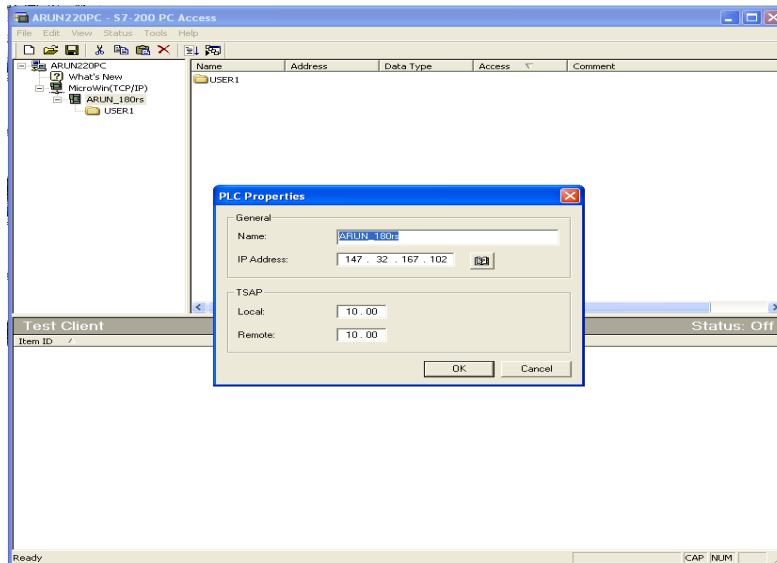 ARUN220PC - S7-200 PC Access
File Edit View Status Tools Help
ARUN220PC
What's New
MicroWin(TCP/IP)
ARUN_180rs
USER1
Name Address Data Type Access Comment
USER1
PLC Properties
General
Name: ARUN_180rs
IP Address: 147 . 32 . 167 . 102
TSAP
Local: 10.00
Remote: 10.00
OK Cancel
Test Client Status: Off
Item ID
Ready CAP NUM